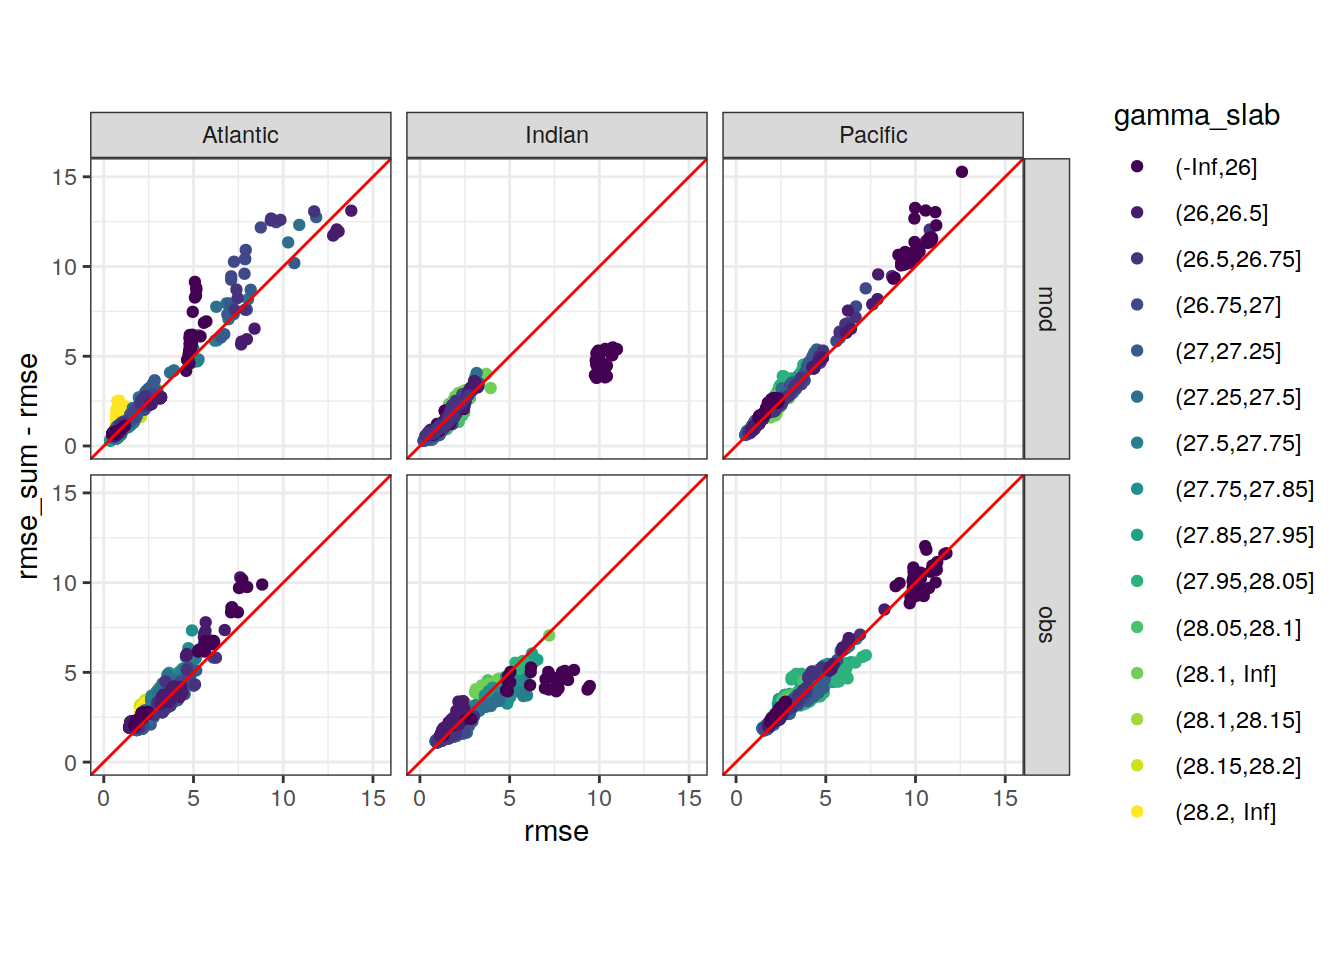 Atlantic
Indian
Pacific
gamma_slab
(-Inf,26]
(26,26.5]
(26.5,26.75]
(26.75,27]
(27,27.25]
(27.25,27.5]
(27.5,27.75]
(27.75,27.85]
(27.85,27.95]
(27.95,28.05]
(28.05,28.1]
(28.1, Inf]
(28.1,28.15]
(28.15,28.2]
(28.2, Inf]
15
10
5
0
mod
15
10
5
0
obs
rmse_sum - rmse
0 5 10 15 0 5 10 15 0 5 10 15
rmse